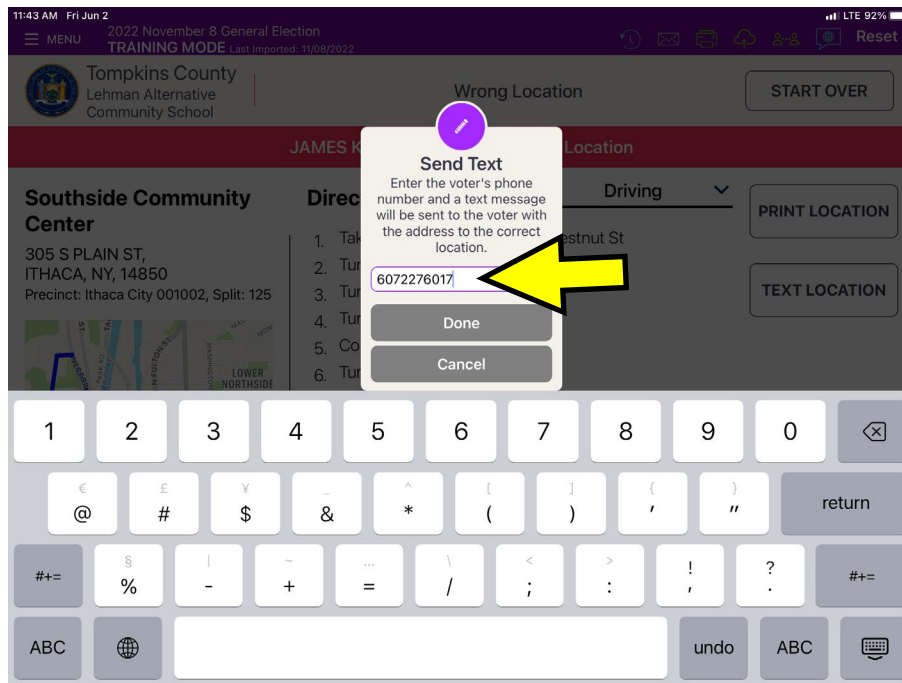 11:43 AM Fri Jun 2
LTE 92%
MENU
2022 November 8 General Election
TRAINING MODE Last Imported: 11/08/2022
Reset
Tompkins County
Lehman Alternative
Community School
Wrong Location
START OVER
JAMES K
Location
Send Text
Enter the voter's phone
number and a text message
will be sent to the voter with
the address to the correct
location.
6072276017
Done
Cancel
Southside Community
Center
305 S PLAIN ST,
ITHACA, NY, 14850
Precinct: Ithaca City 001002, Split: 125
LOWER
NORTHSIDE
Direc
Driving
1. Tak
estnut St
2. Tur
3. Tur
4. Tur
5. Co
6. Tur
PRINT LOCATION
TEXT LOCATION
1 2 3 4 5 6 7 8 9 0
€ £ ¥ _ ^ [ ] { }
@ # $ & * ( ) ' "
return
§ | ~ … \ < > ! ?
#+= % - + = / ; : , . #+=
ABC undo ABC